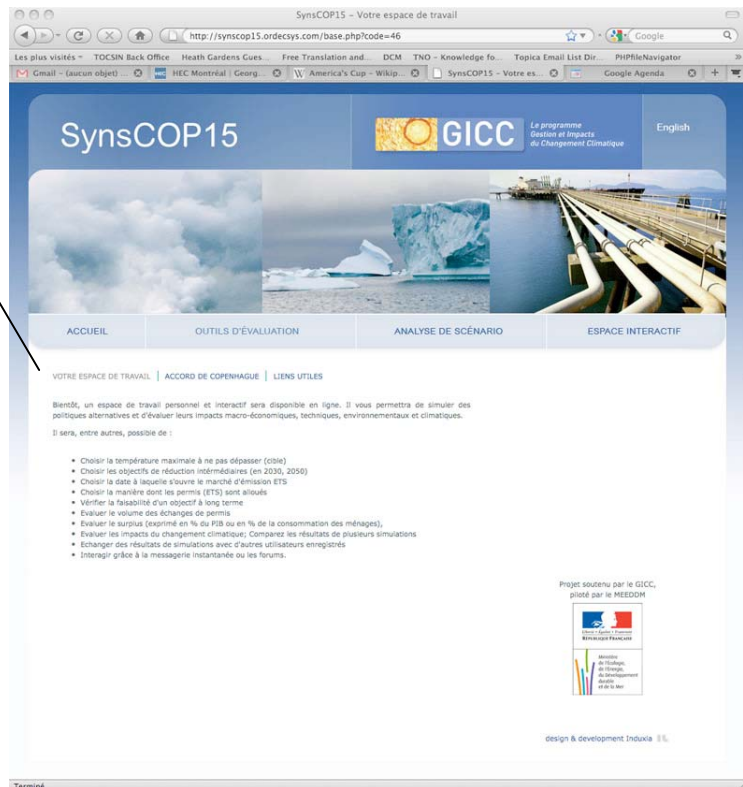 SynsCOP15 – Votre espace de travail
http://synscop15.ordecsys.com/base.php?code=46
Google
Les plus visités
TOCSIN Back Office
Heath Gardens Gues...
Free Translation and...
DCM
TNO - Knowledge fo...
Topica Email List Dir...
PHPfileNavigator
»
Gmail – (aucun objet) ...
HEC Montréal | Georg...
America's Cup – Wikip...
SynsCOP15 – Votre es...
Google Agenda
SynsCOP15
GICC
Le programme
Gestion et Impacts
du Changement Climatique
English
ACCUEIL
OUTILS D'ÉVALUATION
ANALYSE DE SCÉNARIO
ESPACE INTERACTIF
VOTRE ESPACE DE TRAVAIL | ACCORD DE COPENHAGUE | LIENS UTILES
Bientôt, un espace de travail personnel et interactif sera disponible en ligne. Il vous permettra de simuler des
politiques alternatives et d'évaluer leurs impacts macro-économiques, techniques, environnementaux et climatiques.
Il sera, entre autres, possible de :
• Choisir la température maximale à ne pas dépasser (cible)
• Choisir les objectifs de réduction intérmédiaires (en 2030, 2050)
• Choisir la date à laquelle s'ouvre le marché d'émission ETS
• Choisir la manière dont les permis (ETS) sont alloués
• Vérifier la faisabilité d'un objectif à long terme
• Evaluer le volume des échanges de permis
• Evaluer le surplus (exprimé en % du PIB ou en % de la consommation des ménages),
• Evaluer les impacts du changement climatique; Comparez les résultats de plusieurs simulations
• Echanger des résultats de simulations avec d'autres utilisateurs enregistrés
• Interagir grâce à la messagerie instantanée ou les forums.
Projet soutenu par le GICC,
piloté par le MEEDDM
Liberté • Égalité • Fraternité
RÉPUBLIQUE FRANÇAISE
Ministère
de l'Écologie,
de l'Énergie,
du Développement
durable
et de la Mer
design & development Induxia
Terminé